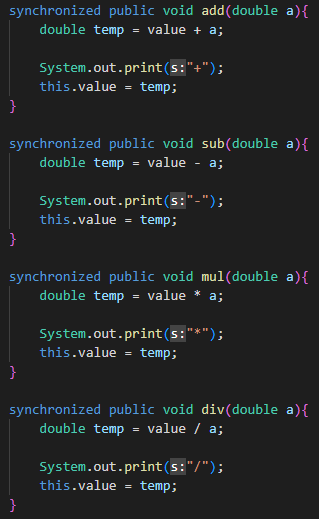 synchronized public void add(double a){
double temp = value + a;
System.out.print(s:"+");
this.value = temp;
}
synchronized public void sub(double a){
double temp = value - a;
System.out.print(s:"-");
this.value = temp;
}
synchronized public void mul(double a){
double temp = value * a;
System.out.print(s:"*");
this.value = temp;
}
synchronized public void div(double a){
double temp = value / a;
System.out.print(s:"/");
this.value = temp;
}